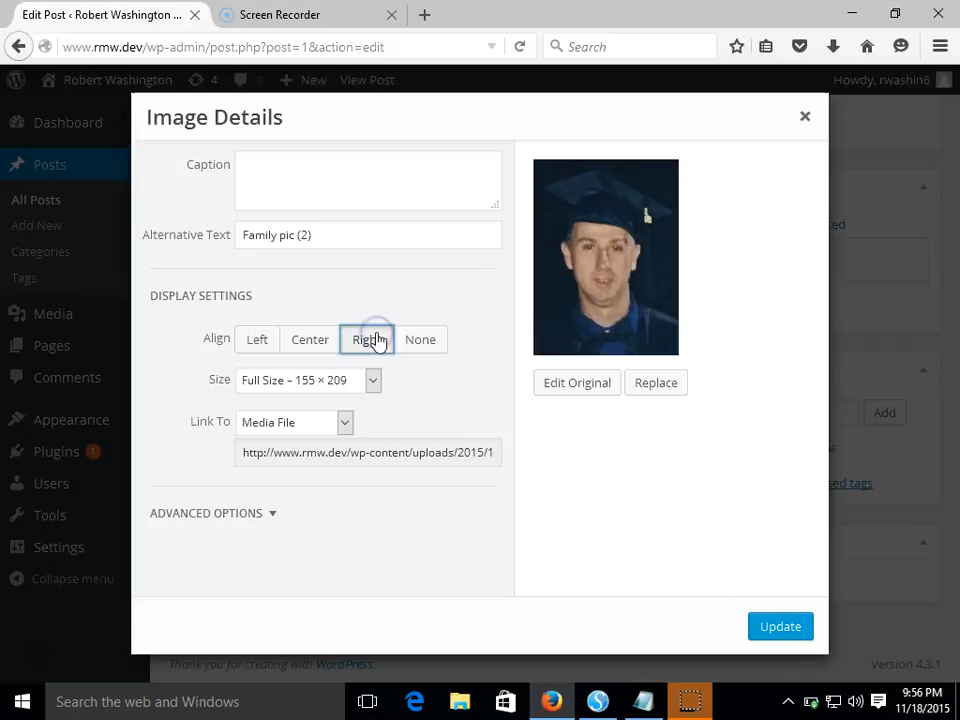 Edit Post ‹ Robert Washington ...
Screen Recorder
www.rmw.dev/wp-admin/post.php?post=1&action=edit
Search
Robert Washington
4
New
View Post
Howdy, rwashin6
Dashboard
Posts
All Posts
Add New
Categories
Tags
Media
Pages
Comments
Appearance
Plugins 1
Users
Tools
Settings
Collapse menu
Image Details
Caption
Alternative Text
Family pic (2)
DISPLAY SETTINGS
Align
Left
Center
Right
None
Size
Full Size – 155 × 209
Link To
Media File
http://www.rmw.dev/wp-content/uploads/2015/1
ADVANCED OPTIONS
Edit Original
Replace
Update
Add
sed tags
Thank you for creating with WordPress.
Version 4.3.1
Search the web and Windows
9:56 PM
11/18/2015